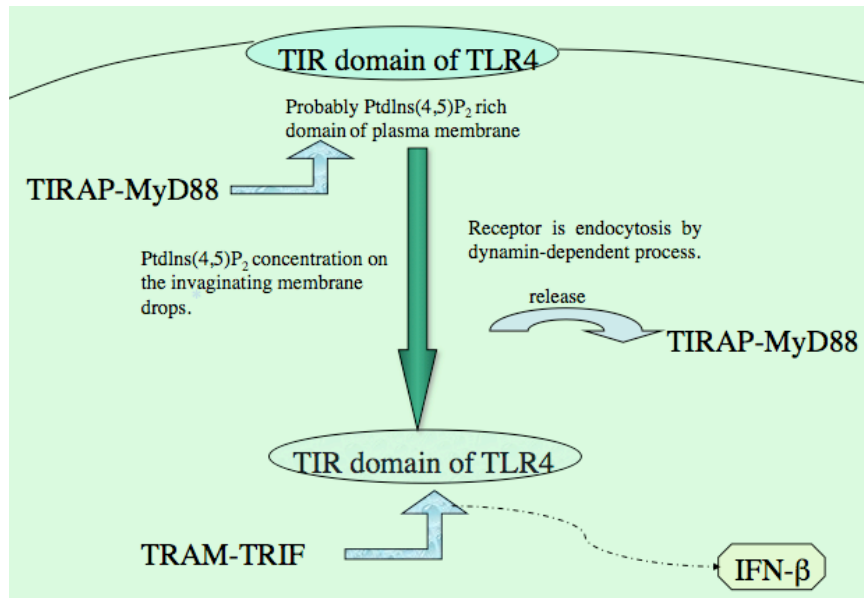 TIR domain of TLR4
Probably PtdIns(4,5)P₂ rich
domain of plasma membrane
TIRAP-MyD88
Receptor is endocytosis by
dynamin-dependent process.
PtdIns(4,5)P₂ concentration on
the invaginating membrane
drops.
release
TIRAP-MyD88
TIR domain of TLR4
TRAM-TRIF
IFN-β